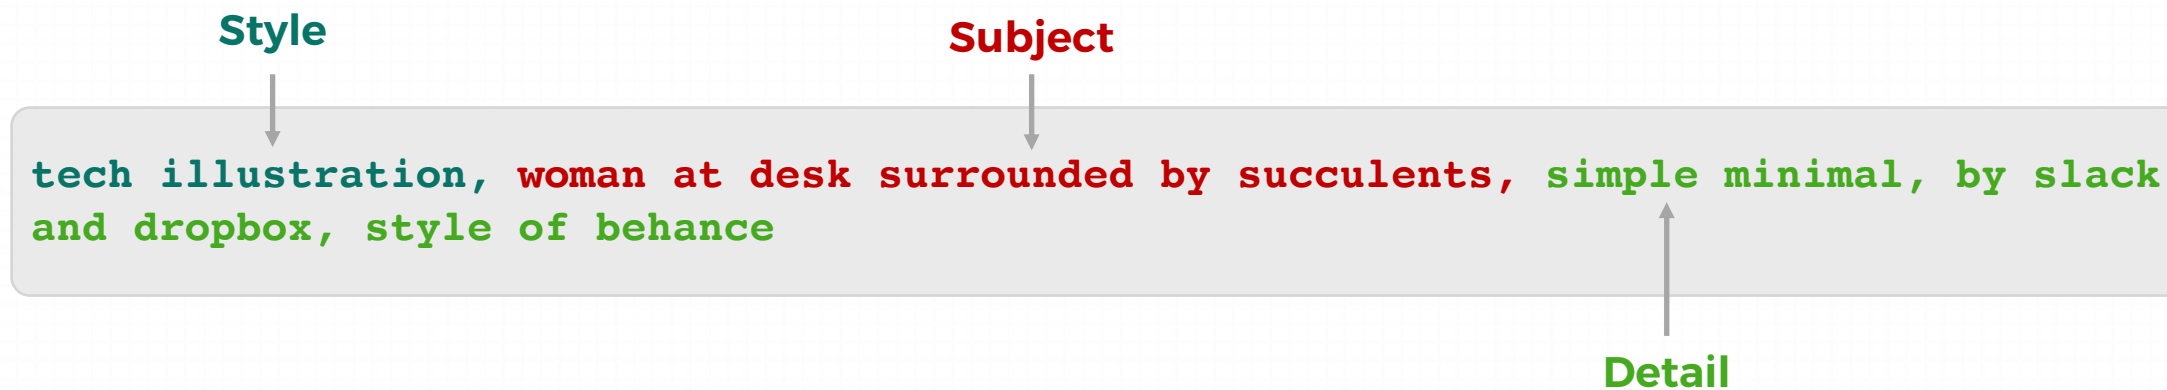 Style
Subject
tech illustration, woman at desk surrounded by succulents, simple minimal, by slack
and dropbox, style of behance
Detail